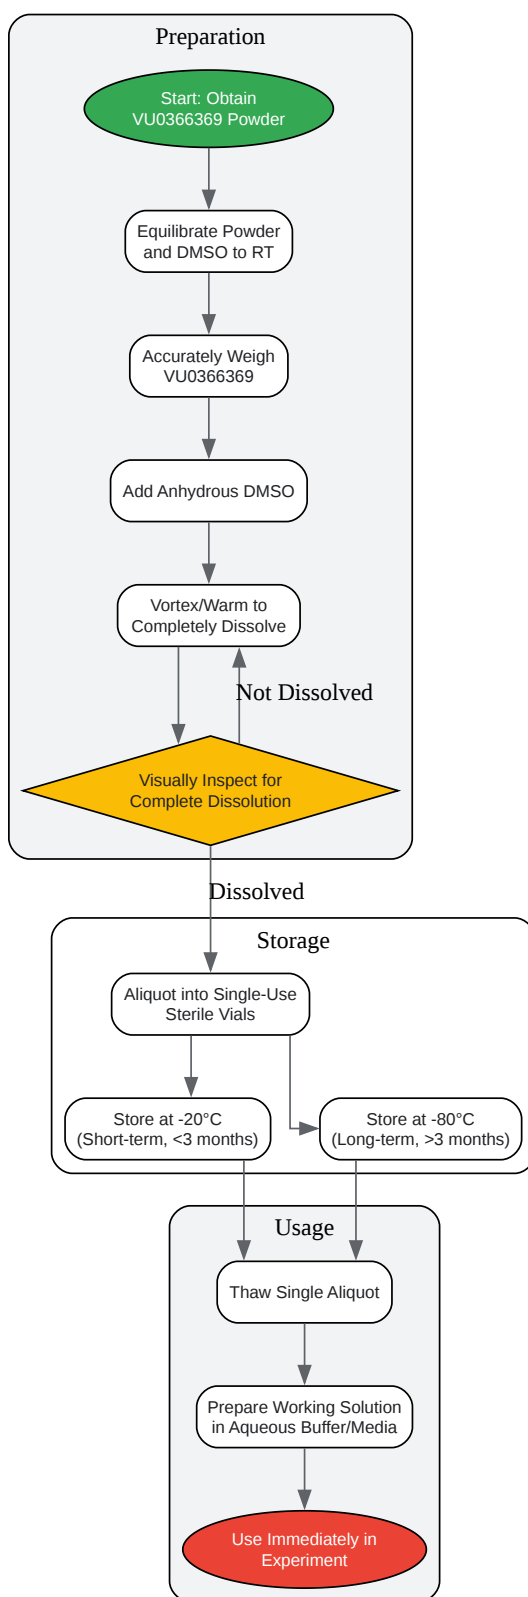 Preparation
Start: Obtain
VU0366369 Powder
Equilibrate Powder
and DMSO to RT
Accurately Weigh
VU0366369
Add Anhydrous DMSO
Vortex/Warm to
Completely Dissolve
Not Dissolved
Visually Inspect for
Complete Dissolution
Dissolved
Storage
Aliquot into Single-Use
Sterile Vials
Store at -20°C
(Short-term, <3 months)
Store at -80°C
(Long-term, >3 months)
Usage
Thaw Single Aliquot
Prepare Working Solution
in Aqueous Buffer/Media
Use Immediately in
Experiment